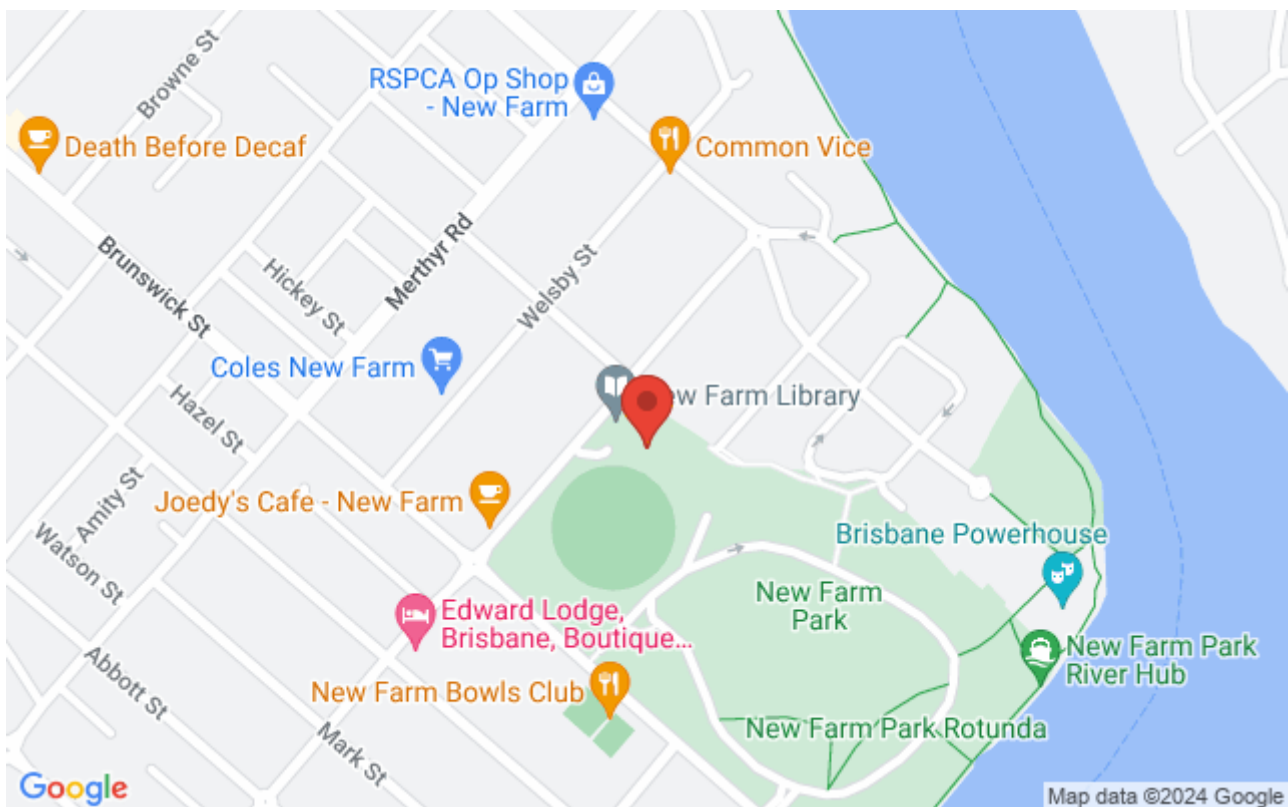 Browne St
RSPCA Op Shop
- New Farm
Death Before Decaf
Common Vice
Merthyr Rd
Brunswick St
Hickey St
Welsby St
Coles New Farm
New Farm Library
Hazel St
Amity St
Joedy's Cafe - New Farm
Watson St
Brisbane Powerhouse
New Farm
Park
Edward Lodge,
Brisbane, Boutique...
New Farm Park
River Hub
Abbott St
New Farm Bowls Club
New Farm Park Rotunda
Mark St
Google
Map data ©2024 Google